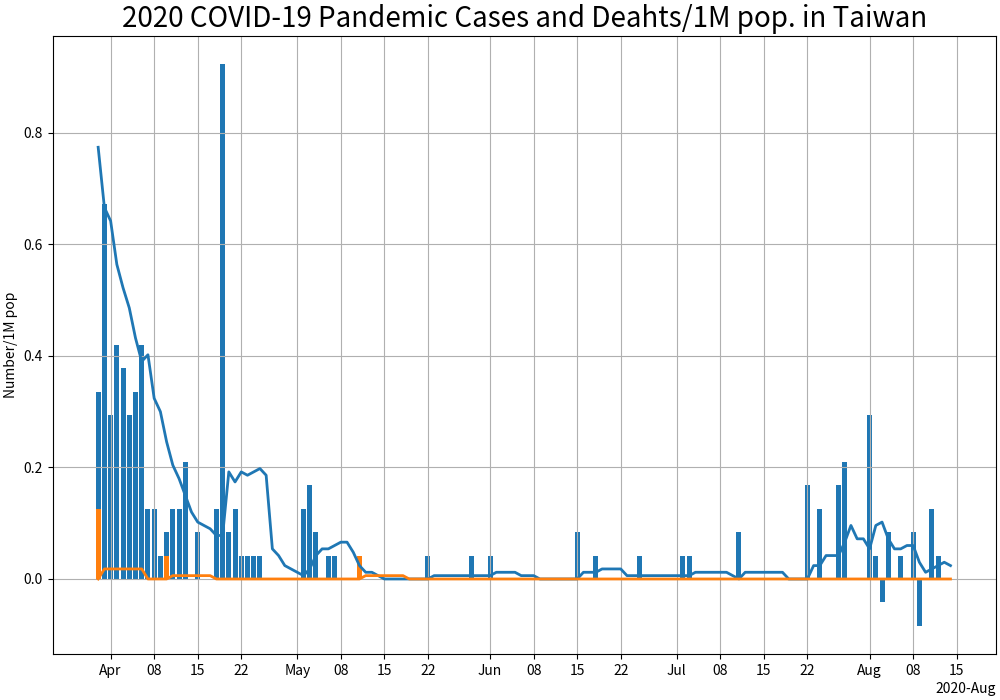 2020 COVID-19 Pandemic Cases and Deahts/1M pop. in Taiwan
Number/1M pop
0.8
0.6
0.4
0.2
0.0
Apr 08 15 22 May 08 15 22 Jun 08 15 22 Jul 08 15 22 Aug 08 15
2020-Aug